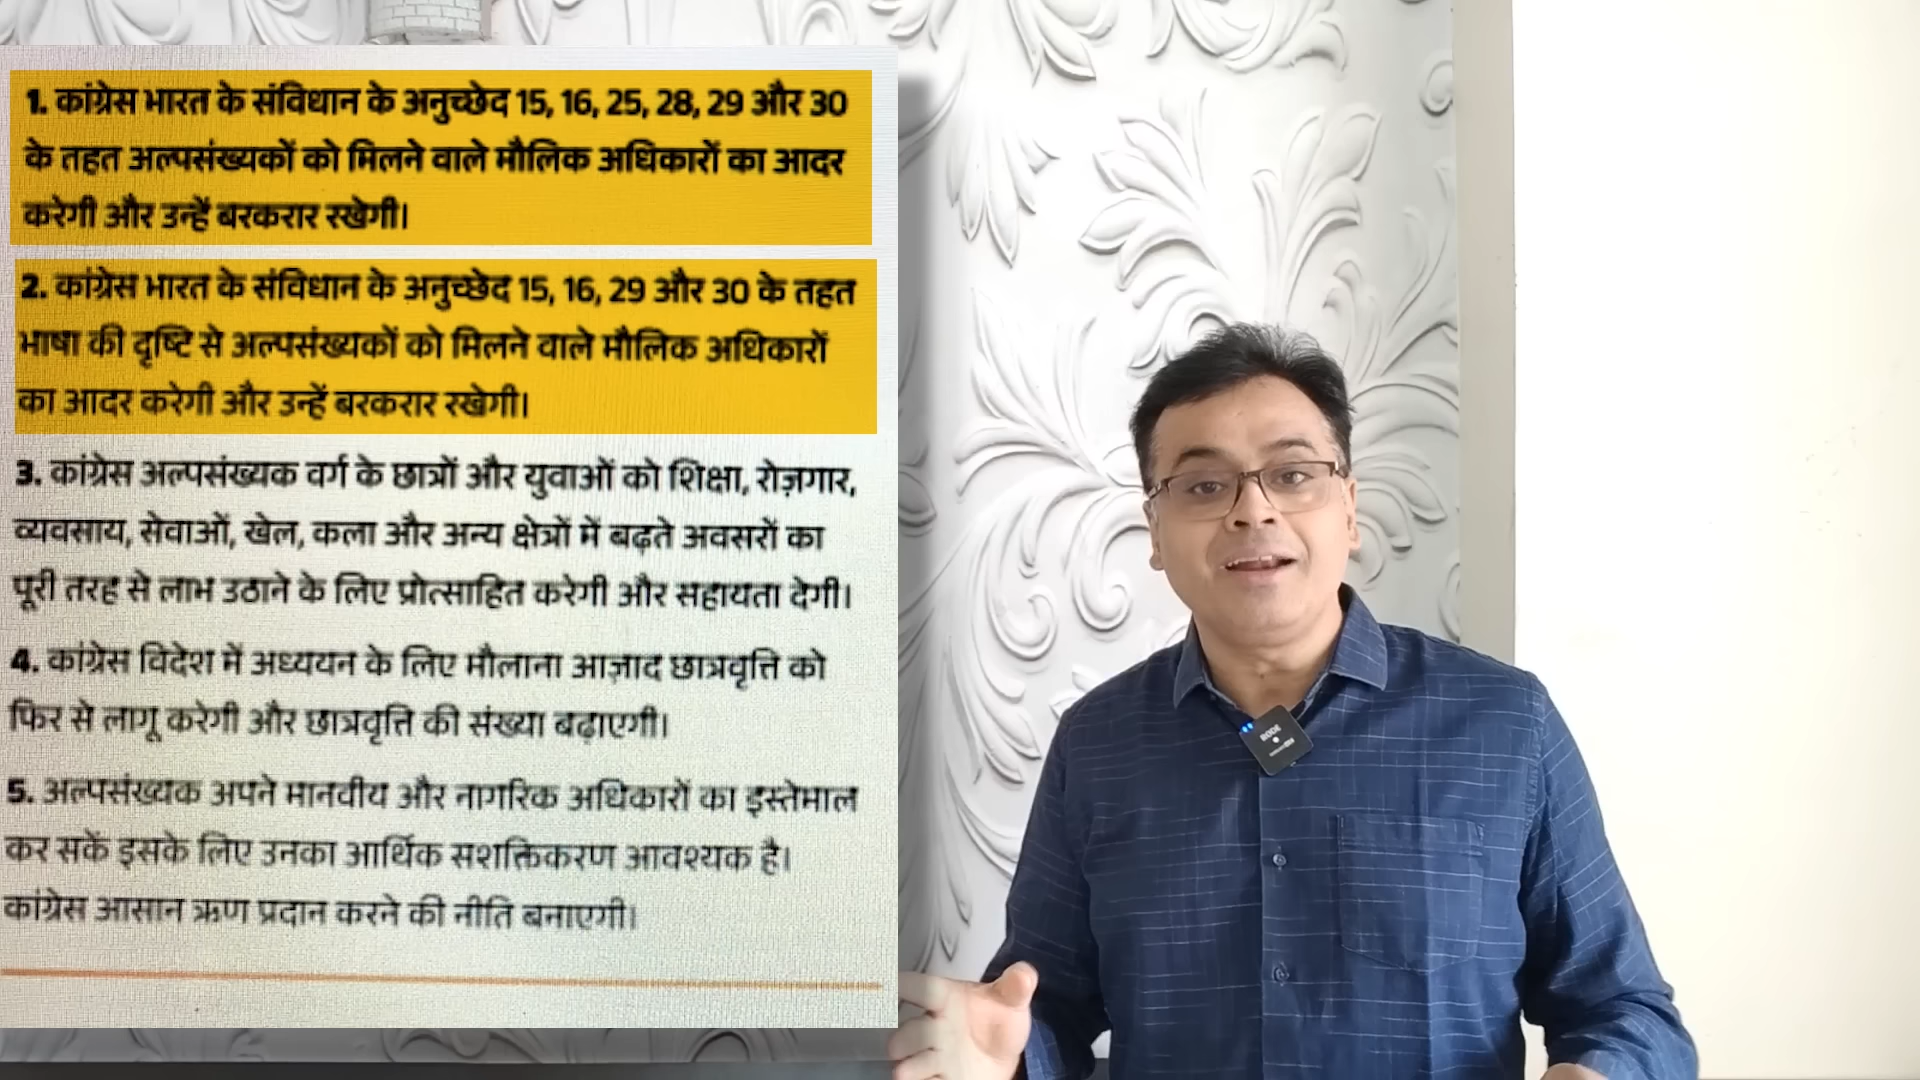 1. कांग्रेस भारत के संविधान के अनुच्छेद 15, 16, 25, 28, 29 और 30
के तहत अल्पसंख्यकों को मिलने वाले मौलिक अधिकारों का आदर
करेगी और उन्हें बरकरार रखेगी।
2. कांग्रेस भारत के संविधान के अनुच्छेद 15, 16, 29 और 30 के तहत
भाषा की दृष्टि से अल्पसंख्यकों को मिलने वाले मौलिक अधिकारों
का आदर करेगी और उन्हें बरकरार रखेगी।
3. कांग्रेस अल्पसंख्यक वर्ग के छात्रों और युवाओं को शिक्षा, रोज़गार,
व्यवसाय, सेवाओं, खेल, कला और अन्य क्षेत्रों में बढ़ते अवसरों का
पूरी तरह से लाभ उठाने के लिए प्रोत्साहित करेगी और सहायता देगी।
4. कांग्रेस विदेश में अध्ययन के लिए मौलाना आज़ाद छात्रवृत्ति को
फिर से लागू करेगी और छात्रवृत्ति की संख्या बढ़ाएगी।
5. अल्पसंख्यक अपने मानवीय और नागरिक अधिकारों का इस्तेमाल
कर सकें इसके लिए उनका आर्थिक सशक्तिकरण आवश्यक है।
कांग्रेस आसान ऋण प्रदान करने की नीति बनाएगी।
RODE